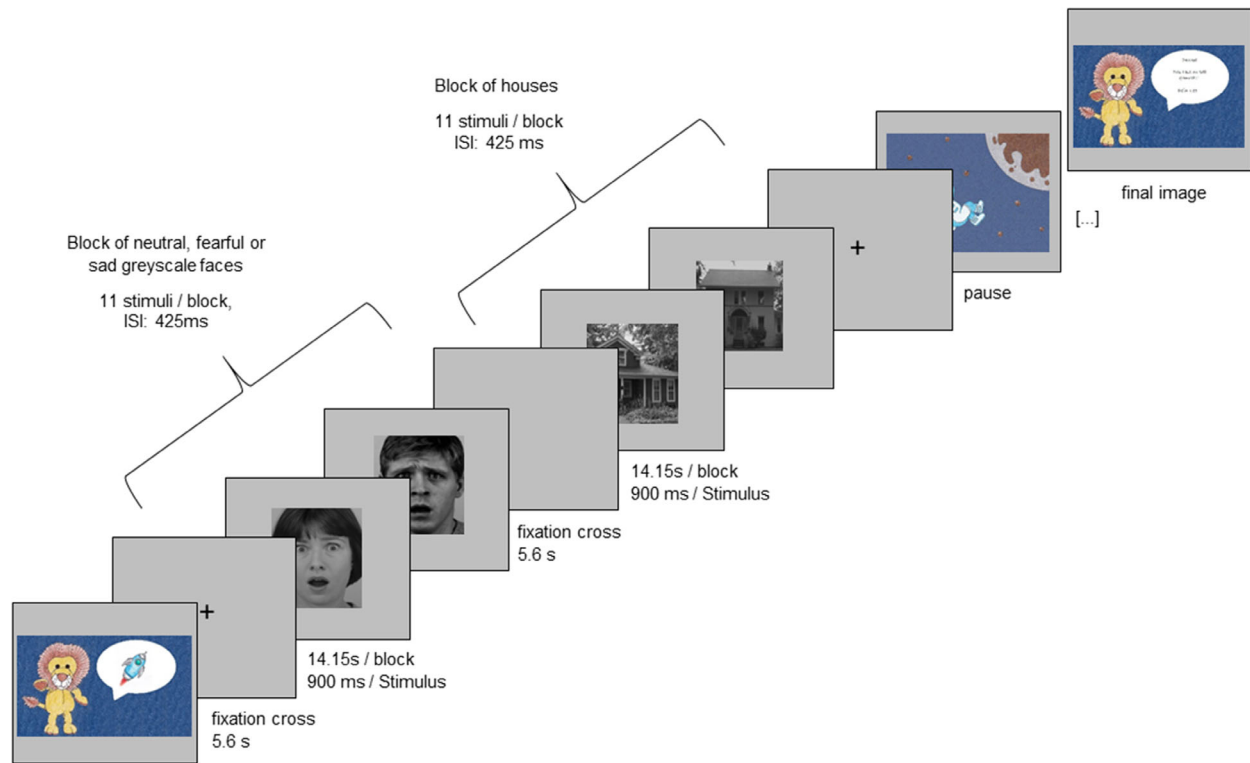 Block of houses
11 stimuli / block
ISI: 425 ms
final image
[...]
pause
Block of neutral, fearful or
sad greyscale faces
11 stimuli / block,
ISI: 425ms
14.15s / block
900 ms / Stimulus
fixation cross
5.6 s
14.15s / block
900 ms / Stimulus
fixation cross
5.6 s